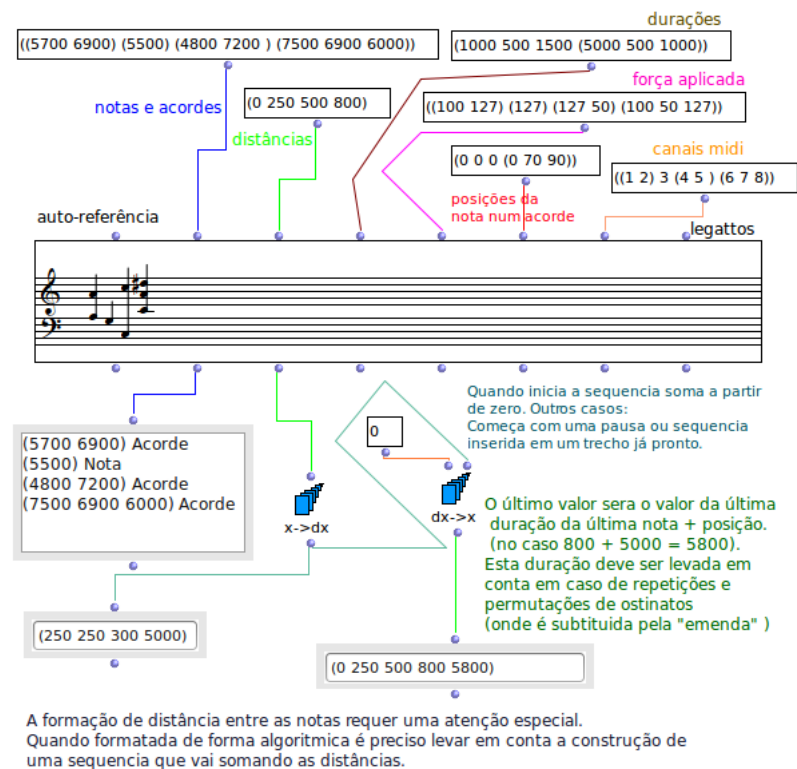 durações
((5700 6900) (5500) (4800 7200 ) (7500 6900 6000))
(1000 500 1500 (5000 500 1000))
força aplicada
notas e acordes
(0 250 500 800)
((100 127) (127) (127 50) (100 50 127))
distâncias
canais midi
(0 0 0 (0 70 90))
((1 2) 3 (4 5 ) (6 7 8))
posições da
nota num acorde
auto-referência
legattos
Quando inicia a sequencia soma a partir
de zero. Outros casos:
Começa com uma pausa ou sequencia
inserida em um trecho já pronto.
0
(5700 6900) Acorde
(5500) Nota
(4800 7200) Acorde
(7500 6900 6000) Acorde
x->dx
dx->x
O último valor sera o valor da última
duração da última nota + posição.
(no caso 800 + 5000 = 5800).
Esta duração deve ser levada em
conta em caso de repetições e
permutações de ostinatos
(onde é subtituida pela "emenda" )
(250 250 300 5000)
(0 250 500 800 5800)
A formação de distância entre as notas requer uma atenção especial.
Quando formatada de forma algoritmica é preciso levar em conta a construção de
uma sequencia que vai somando as distâncias.